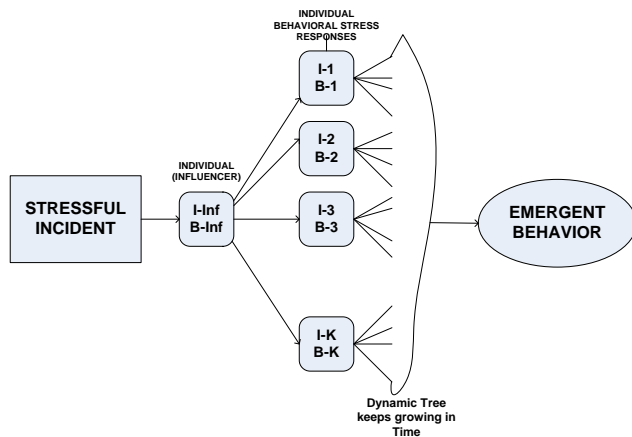 INDIVIDUAL
BEHAVIORAL STRESS
RESPONSES
I-1
B-1
I-2
B-2
INDIVIDUAL
(INFLUENCER)
STRESSFUL
INCIDENT
I-Inf
B-Inf
I-3
B-3
EMERGENT
BEHAVIOR
I-K
B-K
Dynamic Tree
keeps growing in
Time